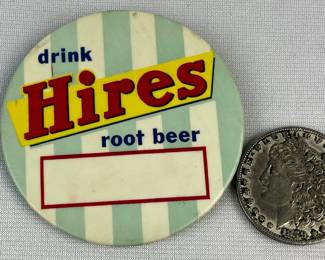 drink
Hires
root beer